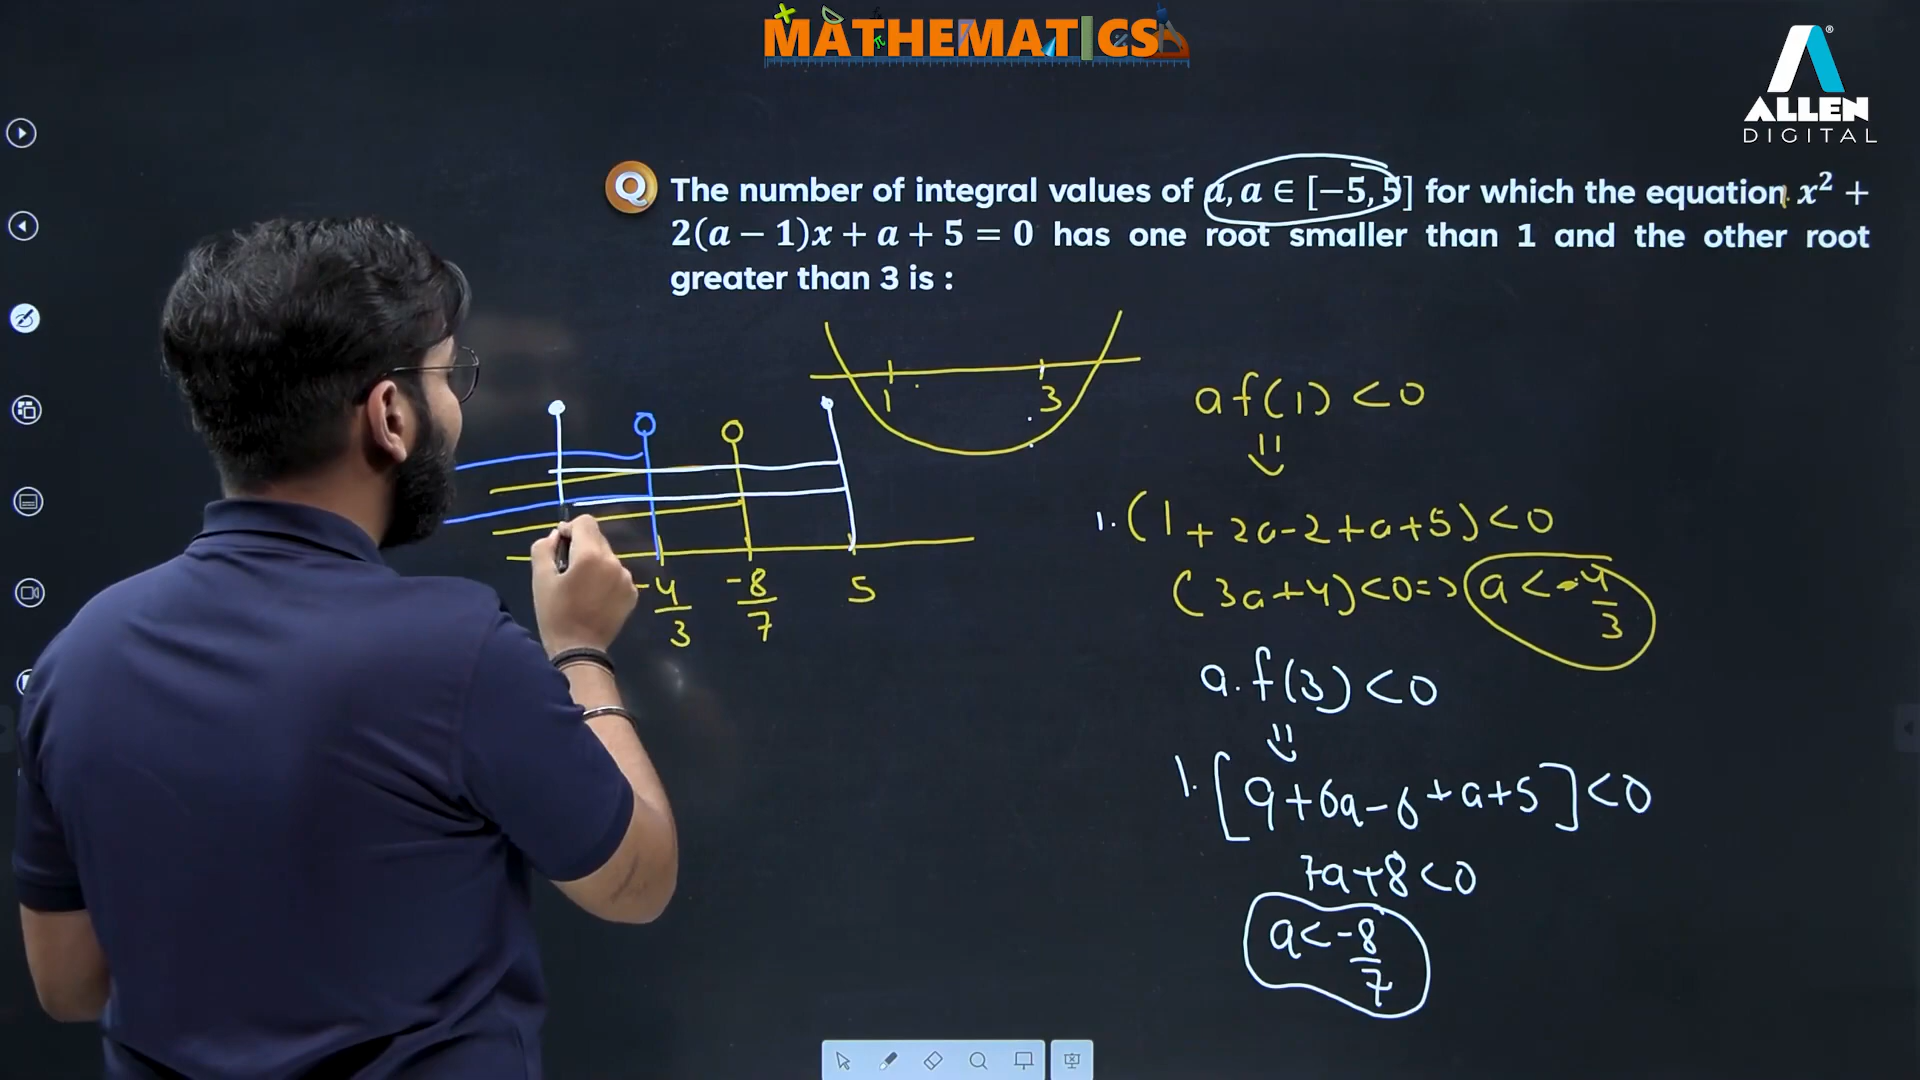 MATHEMATICS
ALLEN
DIGITAL
Q The number of integral values of a, a ∈ [−5, 5] for which the equation x² +
2(a − 1)x + a + 5 = 0 has one root smaller than 1 and the other root
greater than 3 is :
1 3
a f(1) < 0
⇓
1. (1 + 2a - 2 + a + 5) < 0
(3a + 4) < 0 => a < -4/3
a. f(3) < 0
⇓
1. [9 + 6a - 6 + a + 5] < 0
7a + 8 < 0
a < -8/7
-4/3 -8/7 5